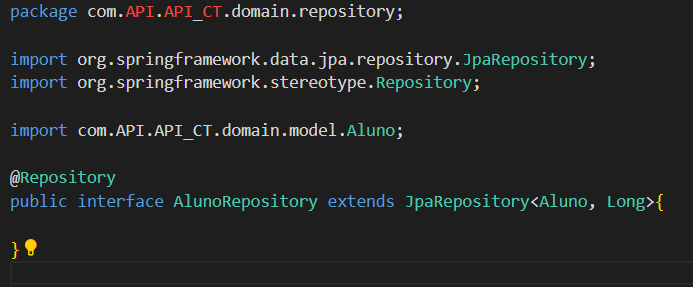 package com.API.API_CT.domain.repository;
import org.springframework.data.jpa.repository.JpaRepository;
import org.springframework.stereotype.Repository;
import com.API.API_CT.domain.model.Aluno;
@Repository
public interface AlunoRepository extends JpaRepository<Aluno, Long>{
}